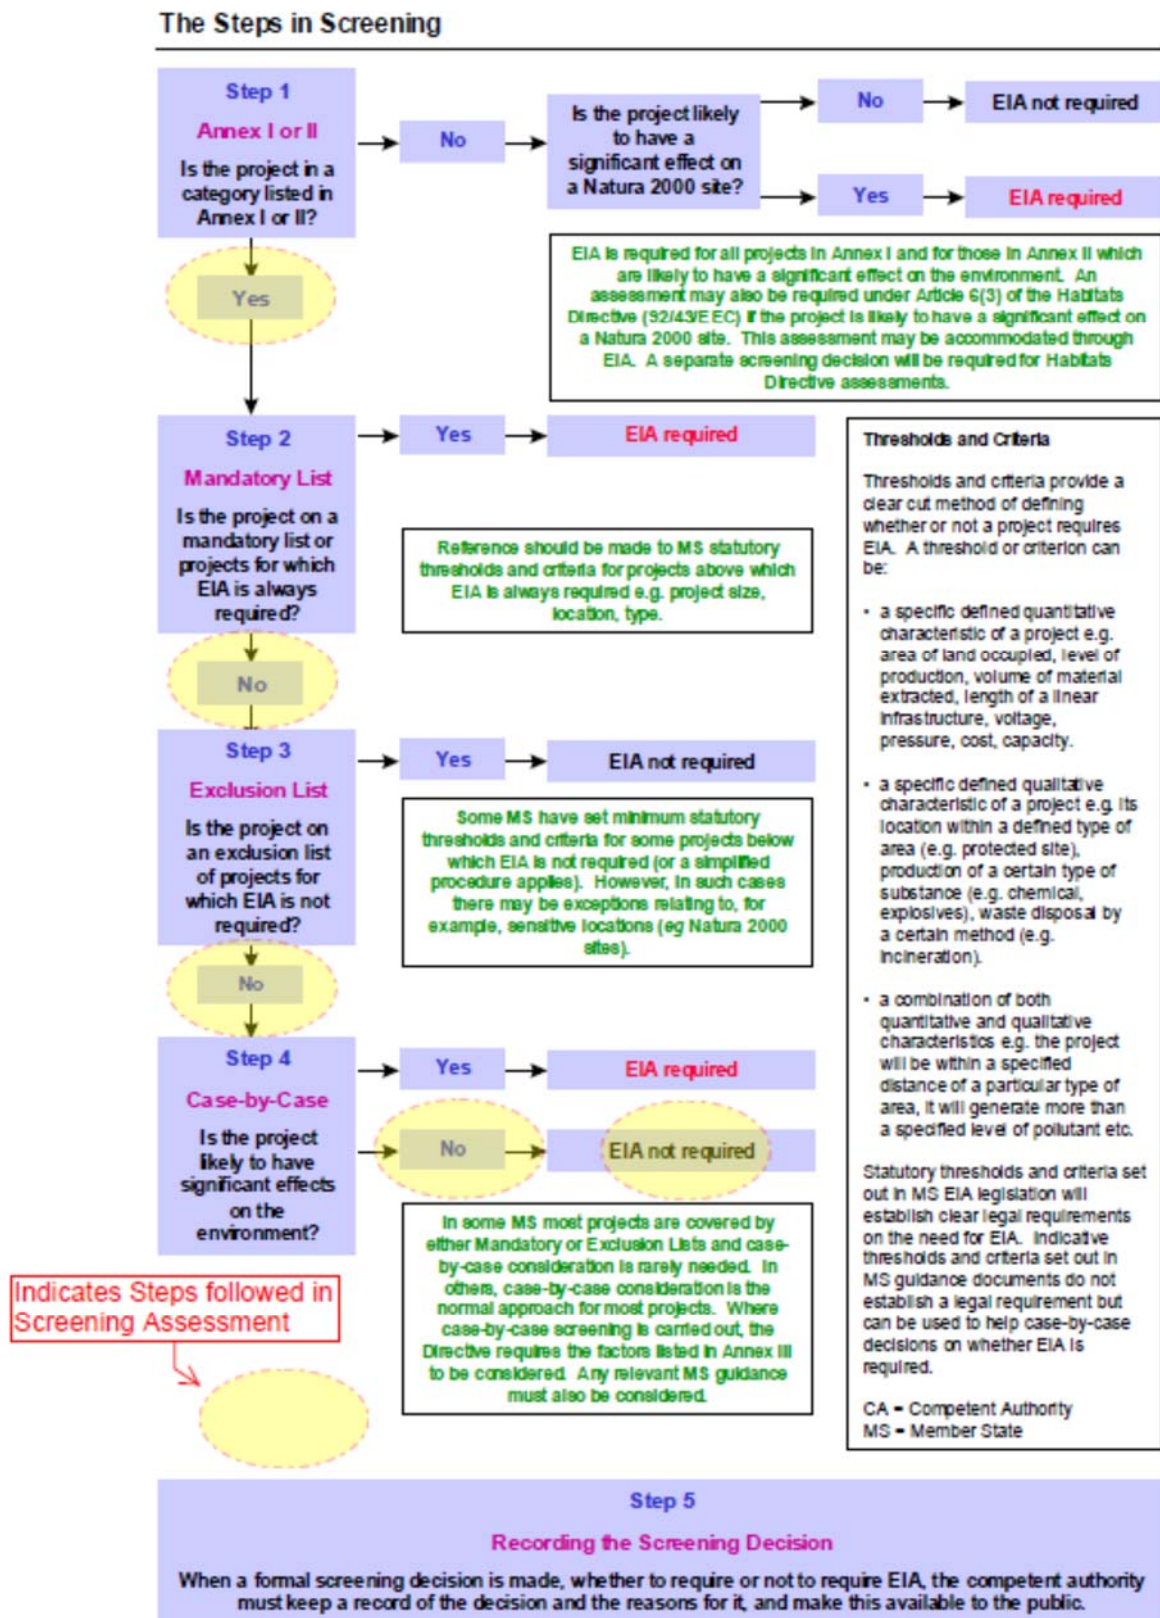 The Steps in Screening
Step 1
Annex I or II
Is the project in a
category listed in
Annex I or II?
No
Is the project likely
to have a
significant effect on
a Natura 2000 site?
No
EIA not required
Yes
EIA required
Yes
EIA is required for all projects in Annex I and for those in Annex II which
are likely to have a significant effect on the environment. An
assessment may also be required under Article 6(3) of the Habitats
Directive (92/43/EEC) if the project is likely to have a significant effect on
a Natura 2000 site. This assessment may be accommodated through
EIA. A separate screening decision will be required for Habitats
Directive assessments.
Step 2
Mandatory List
Is the project on a
mandatory list or
projects for which
EIA is always
required?
Yes
EIA required
Reference should be made to MS statutory
thresholds and criteria for projects above which
EIA is always required e.g. project size,
location, type.
No
Step 3
Exclusion List
Is the project on
an exclusion list
of projects for
which EIA is not
required?
Yes
EIA not required
Some MS have set minimum statutory
thresholds and criteria for some projects below
which EIA is not required (or a simplified
procedure applies). However, in such cases
there may be exceptions relating to, for
example, sensitive locations (eg Natura 2000
sites).
No
Step 4
Case-by-Case
Is the project
likely to have
significant effects
on the
environment?
Yes
EIA required
No
EIA not required
In some MS most projects are covered by
either Mandatory or Exclusion Lists and case-
by-case consideration is rarely needed. In
others, case-by-case consideration is the
normal approach for most projects. Where
case-by-case screening is carried out, the
Directive requires the factors listed in Annex III
to be considered. Any relevant MS guidance
must also be considered.
Thresholds and Criteria
Thresholds and criteria provide a
clear cut method of defining
whether or not a project requires
EIA. A threshold or criterion can
be:
• a specific defined quantitative
characteristic of a project e.g.
area of land occupied, level of
production, volume of material
extracted, length of a linear
infrastructure, voltage,
pressure, cost, capacity.
• a specific defined qualitative
characteristic of a project e.g. its
location within a defined type of
area (e.g. protected site),
production of a certain type of
substance (e.g. chemical,
explosives), waste disposal by
a certain method (e.g.
incineration).
• a combination of both
quantitative and qualitative
characteristics e.g. the project
will be within a specified
distance of a particular type of
area, it will generate more than
a specified level of pollutant etc.
Statutory thresholds and criteria set
out in MS EIA legislation will
establish clear legal requirements
on the need for EIA. Indicative
thresholds and criteria set out in
MS guidance documents do not
establish a legal requirement but
can be used to help case-by-case
decisions on whether EIA is
required.
CA = Competent Authority
MS = Member State
Indicates Steps followed in
Screening Assessment
Step 5
Recording the Screening Decision
When a formal screening decision is made, whether to require or not to require EIA, the competent authority
must keep a record of the decision and the reasons for it, and make this available to the public.